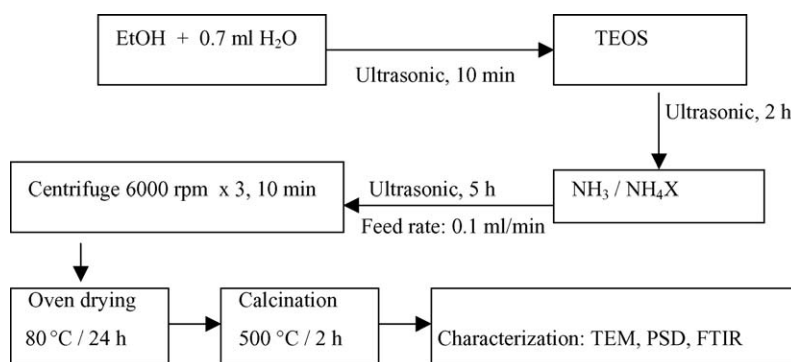 EtOH + 0.7 ml H₂O
Ultrasonic, 10 min
TEOS
Ultrasonic, 2 h
NH₃ / NH₄X
Ultrasonic, 5 h
Feed rate: 0.1 ml/min
Centrifuge 6000 rpm x 3, 10 min
Oven drying
80 °C / 24 h
Calcination
500 °C / 2 h
Characterization: TEM, PSD, FTIR